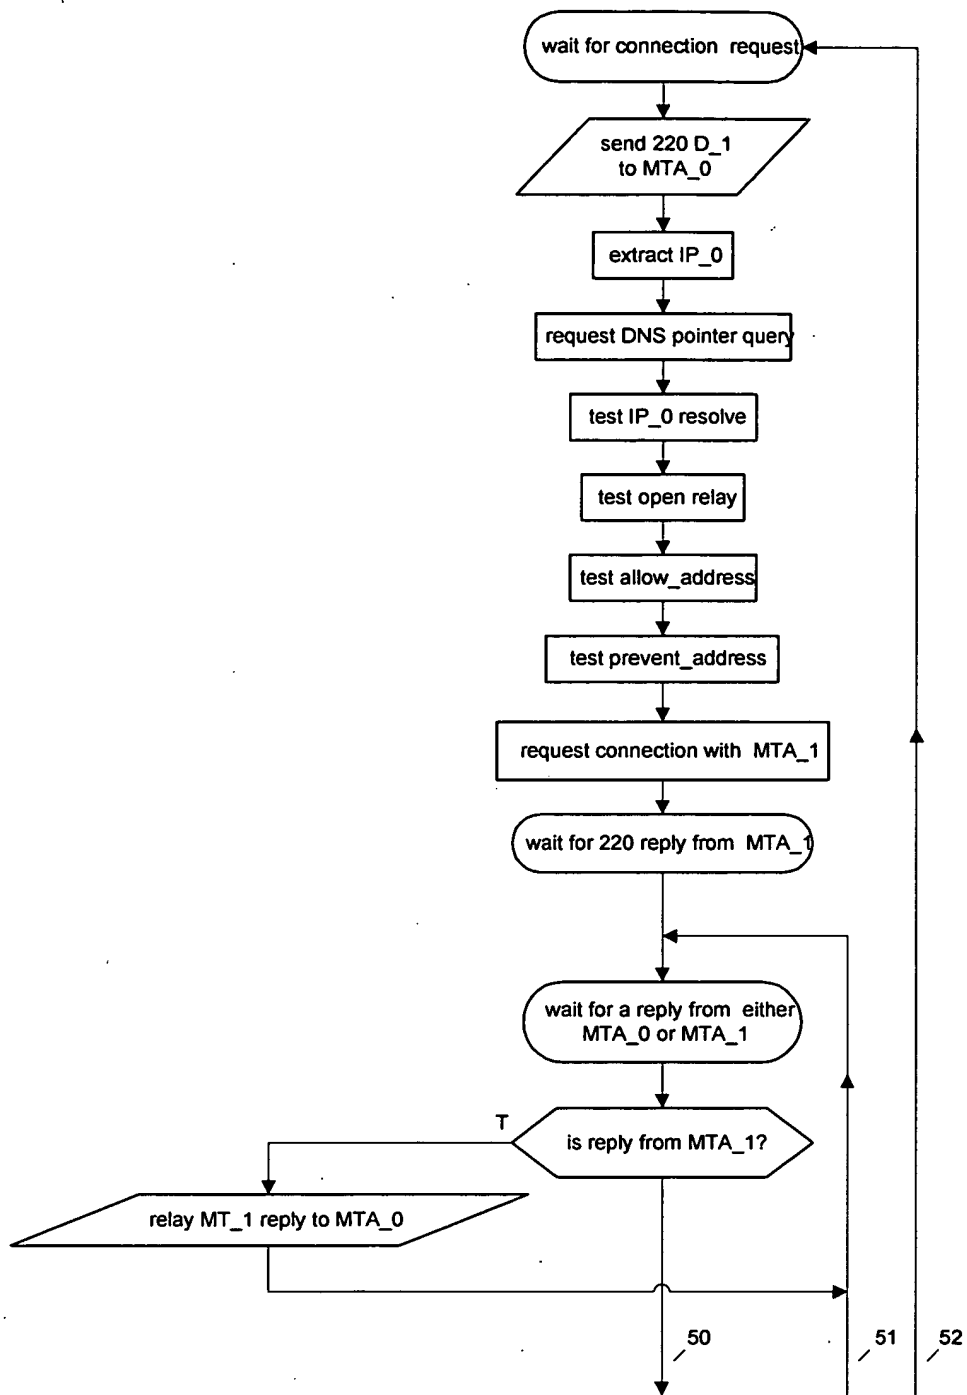 wait for connection request
send 220 D_1
to MTA_0
extract IP_0
request DNS pointer query
test IP_0 resolve
test open relay
test allow_address
test prevent_address
request connection with MTA_1
wait for 220 reply from MTA_1
wait for a reply from either
MTA_0 or MTA_1
T
is reply from MTA_1?
relay MT_1 reply to MTA_0
50
51
52